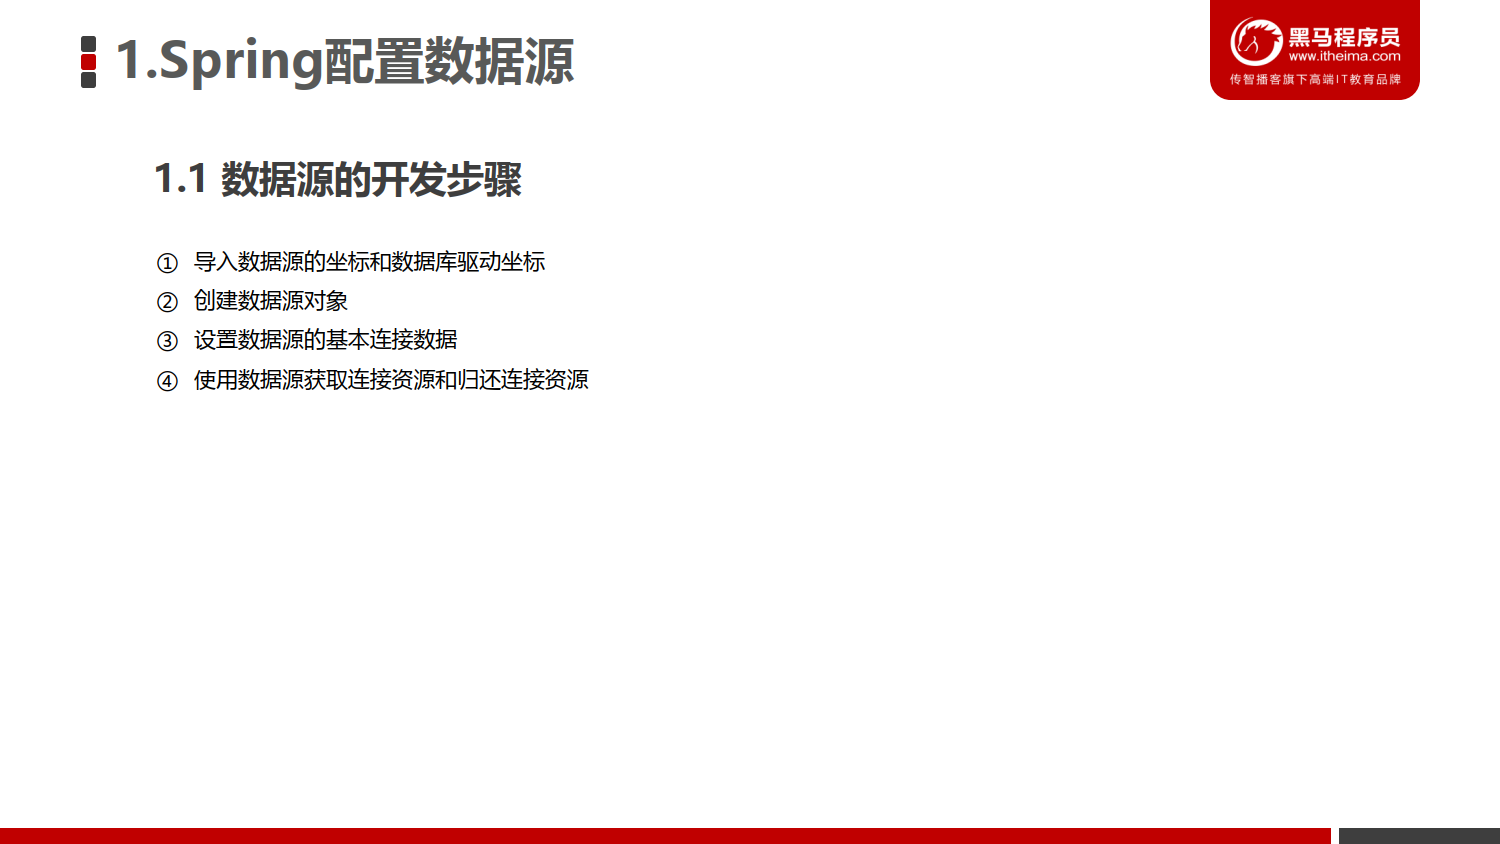 1.Spring配置数据源
黑马程序员
www.itheima.com
传智播客旗下高端IT教育品牌
1.1 数据源的开发步骤
① 导入数据源的坐标和数据库驱动坐标
② 创建数据源对象
③ 设置数据源的基本连接数据
④ 使用数据源获取连接资源和归还连接资源